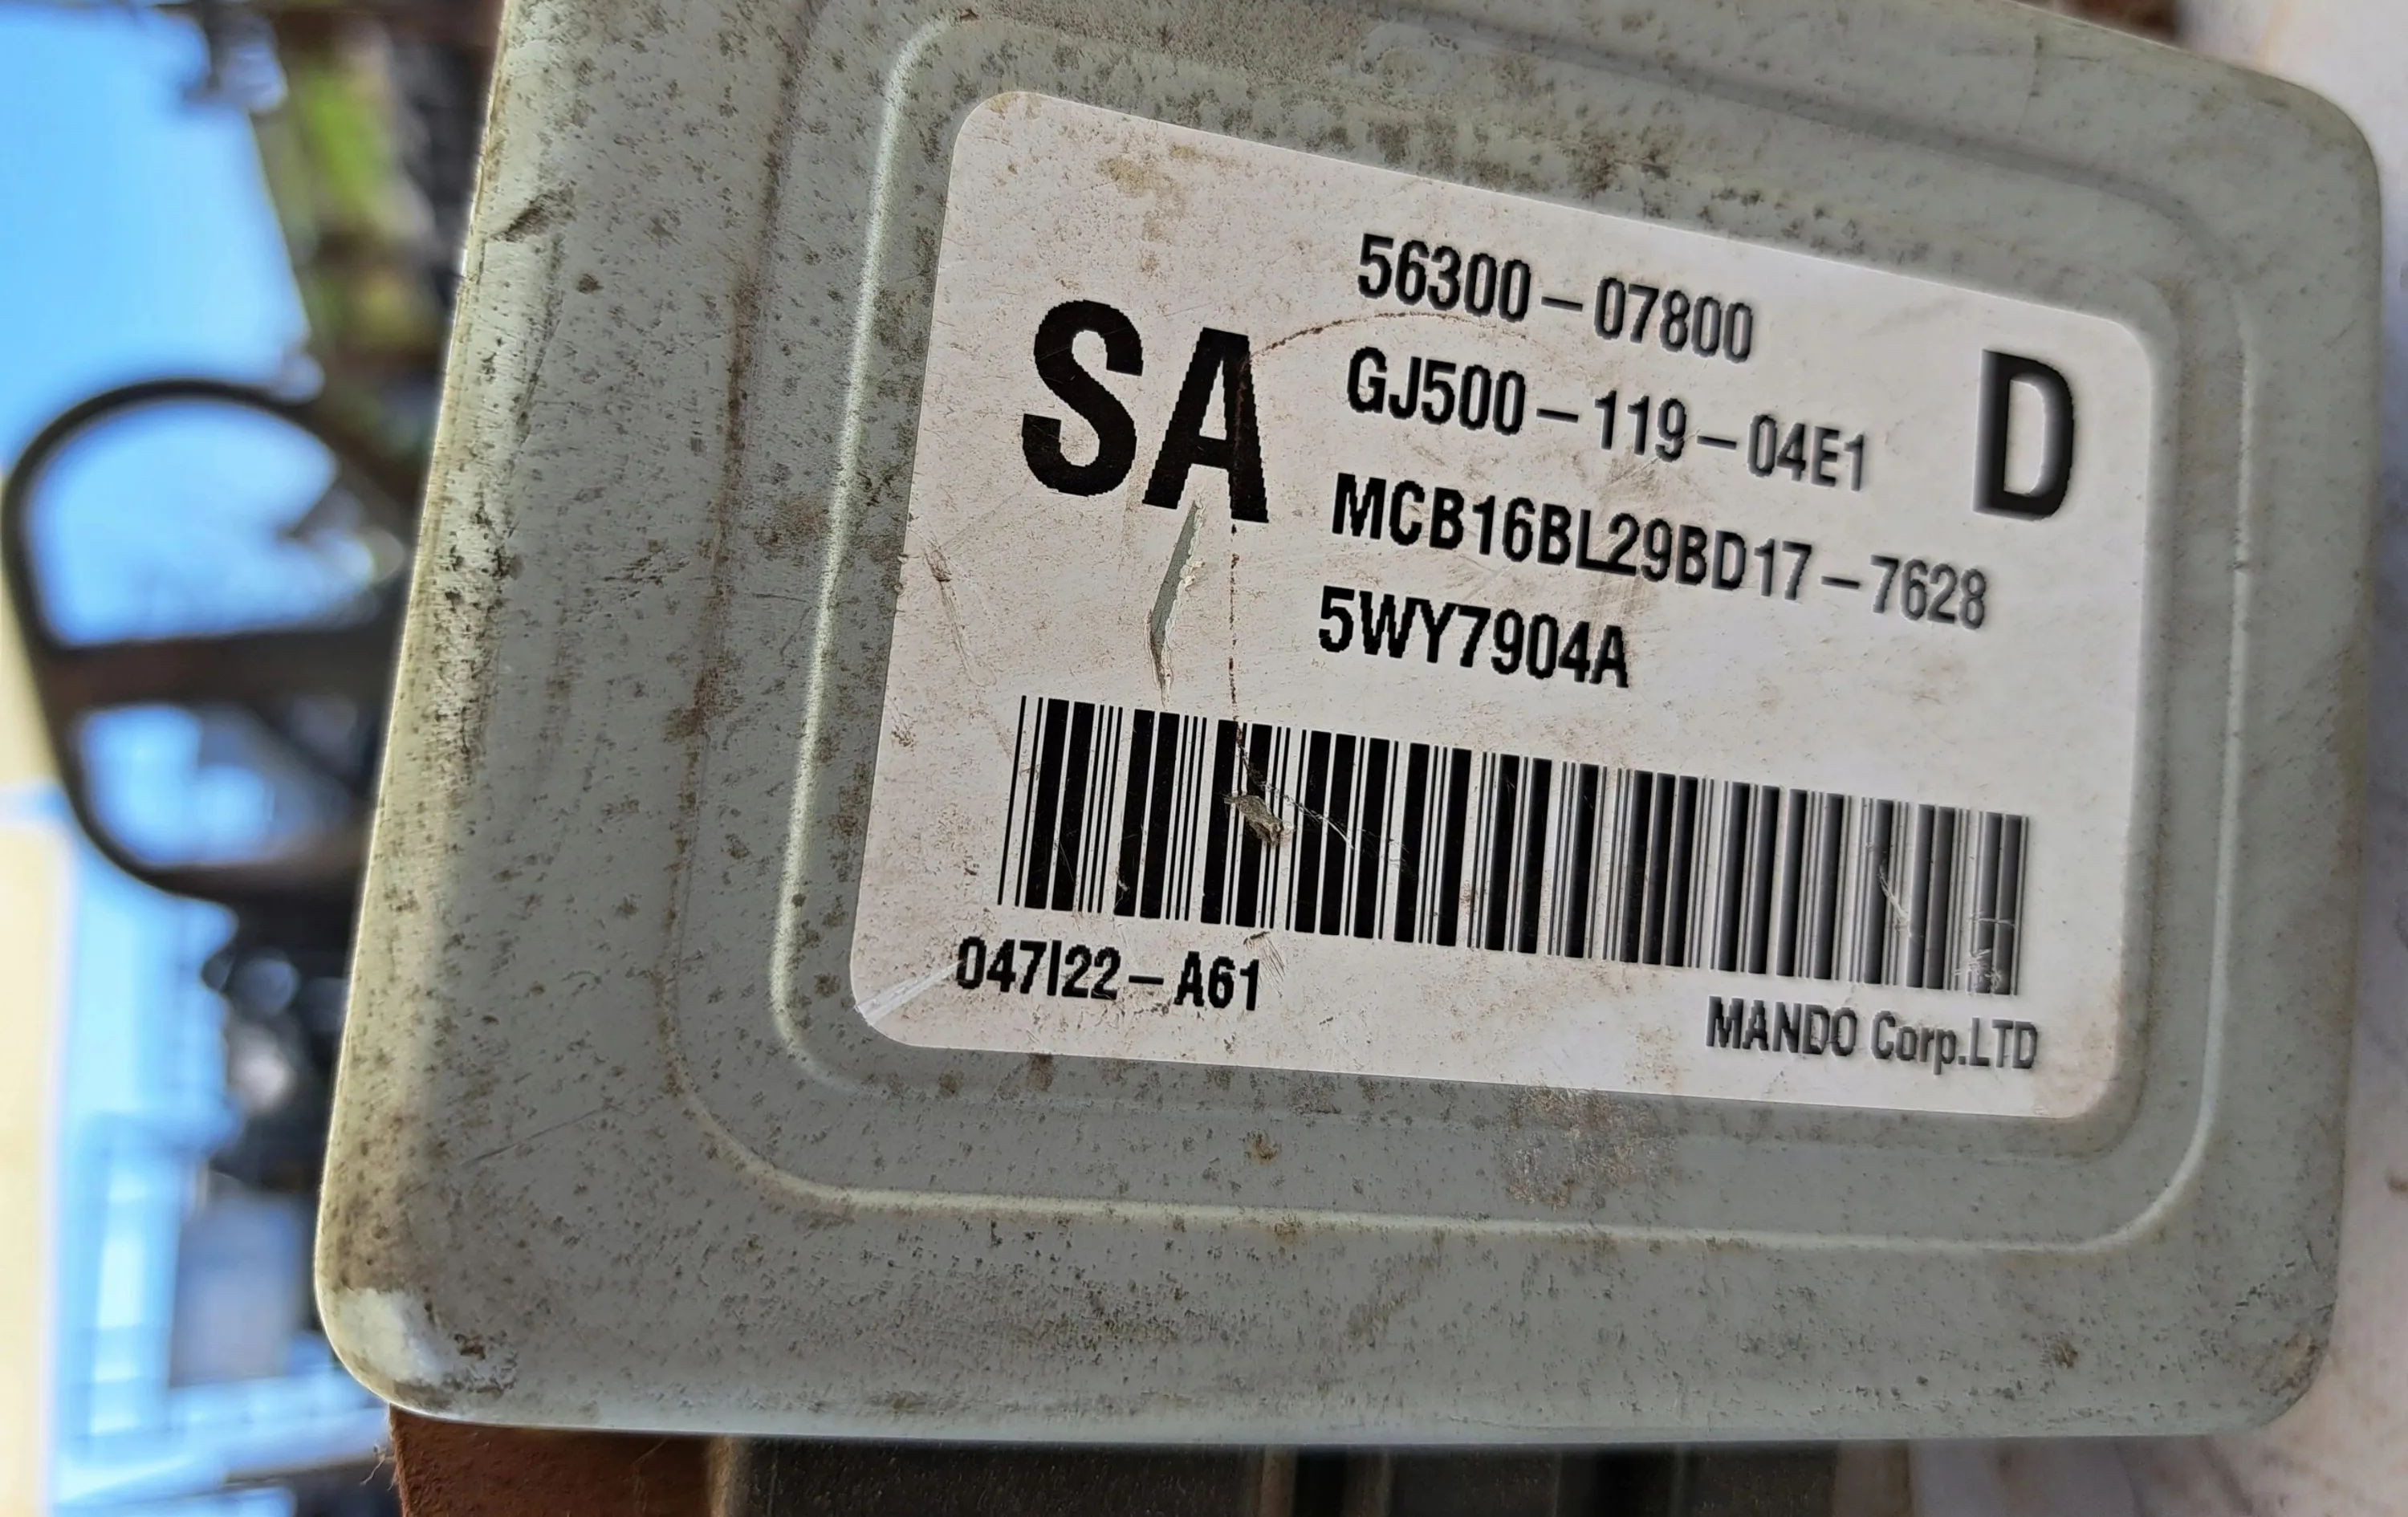 56300-07800
SA
D
GJ500-119-04E1
MCB16BL29BD17-7628
5WY7904A
047I22-A61
MANDO Corp.LTD